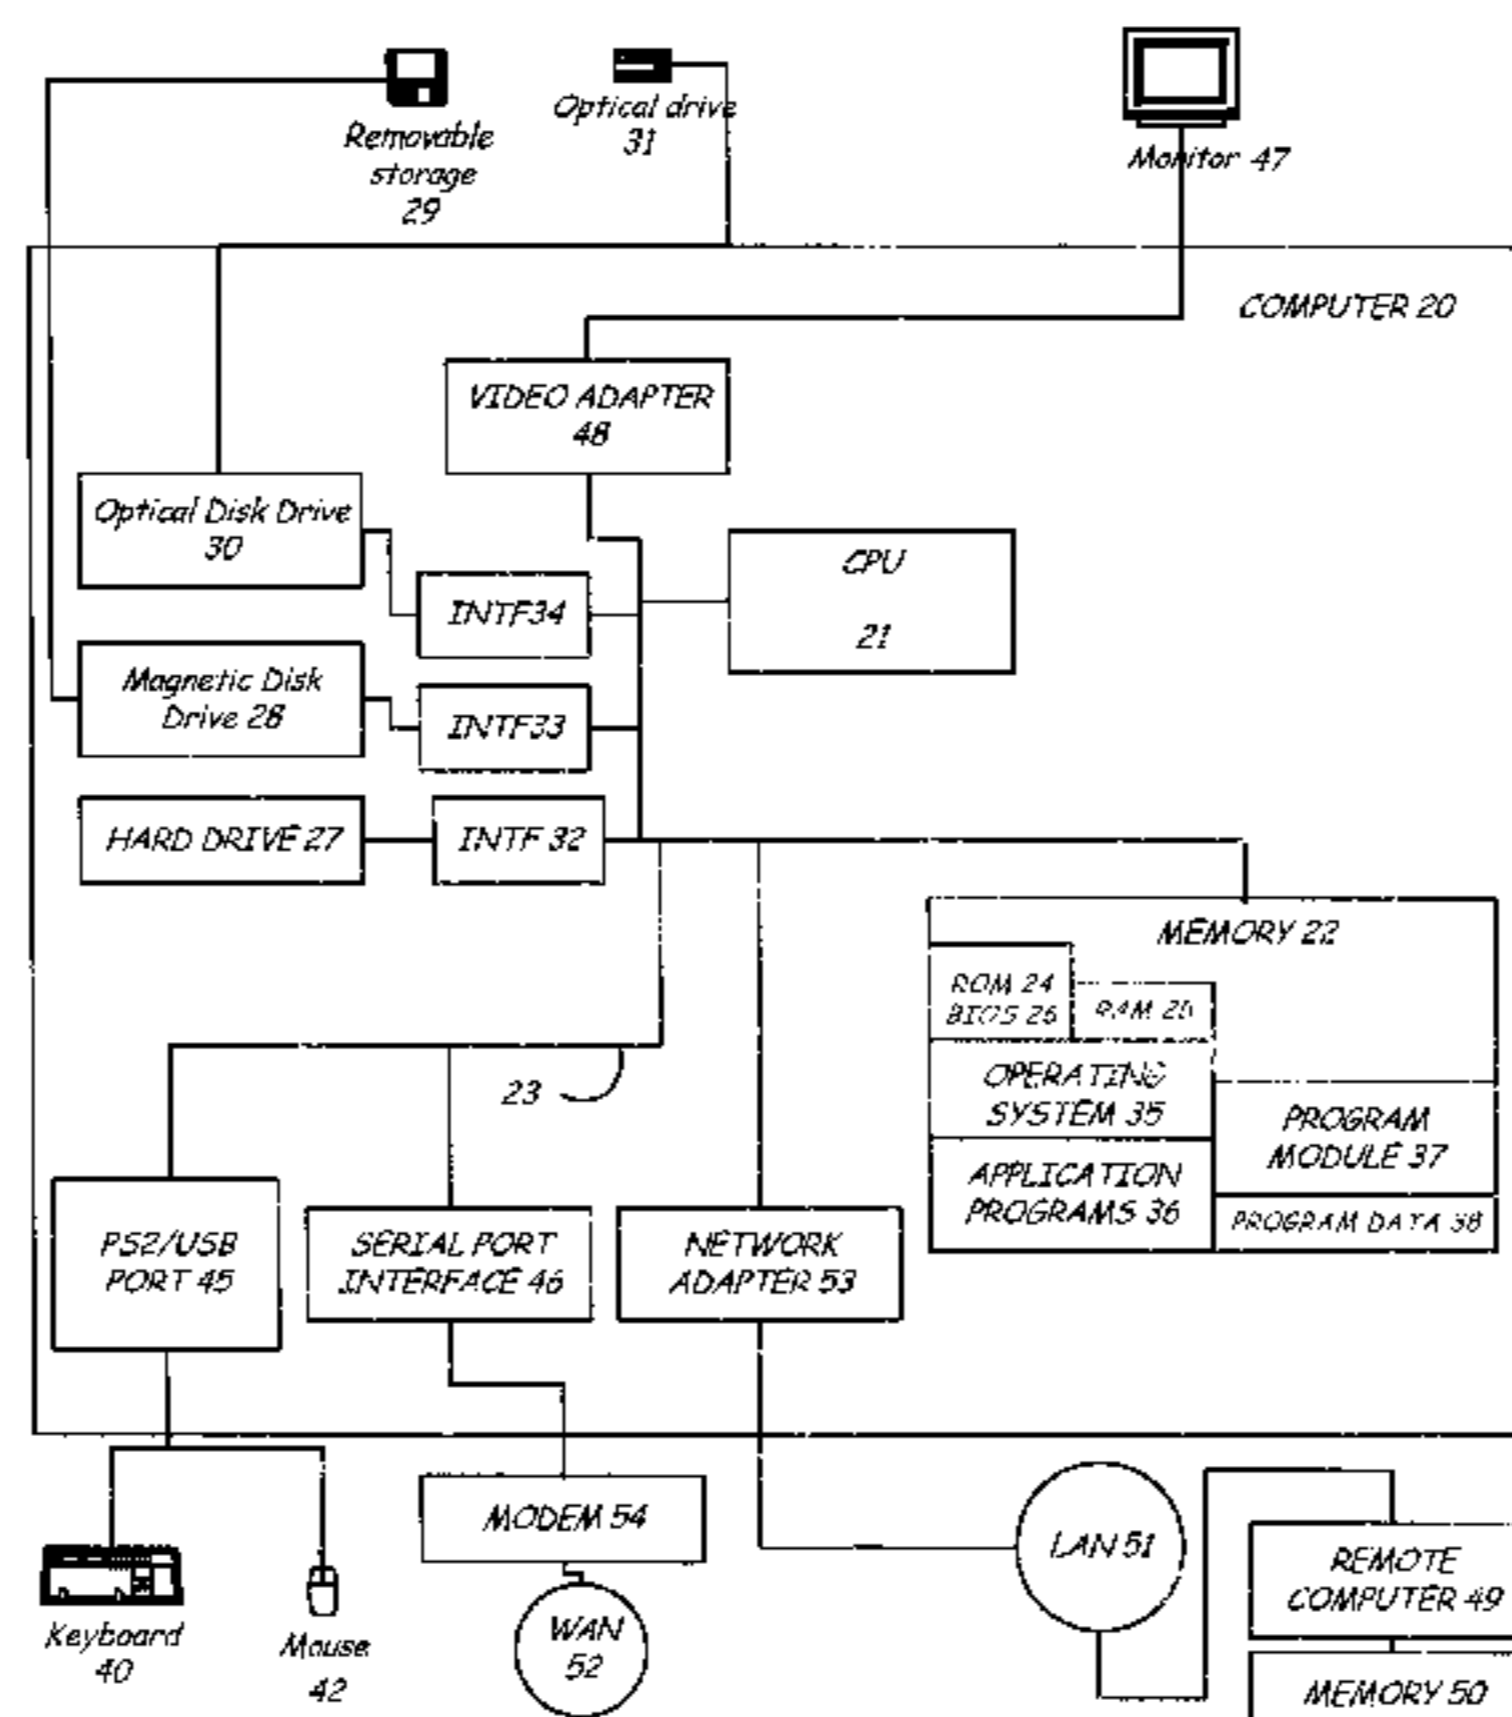 Removable
storage
29
Optical drive
31
Monitor 47
COMPUTER 20
VIDEO ADAPTER
48
Optical Disk Drive
30
CPU
21
INTF34
Magnetic Disk
Drive 28
INTF33
HARD DRIVE 27
INTF 32
MEMORY 22
ROM 24
BIOS 26
RAM 25
OPERATING
SYSTEM 35
PROGRAM
MODULE 37
APPLICATION
PROGRAMS 36
PROGRAM DATA 38
23
PS2/USB
PORT 45
SERIAL PORT
INTERFACE 46
NETWORK
ADAPTER 53
MODEM 54
LAN 51
REMOTE
COMPUTER 49
Keyboard
40
Mouse
42
WAN
52
MEMORY 50